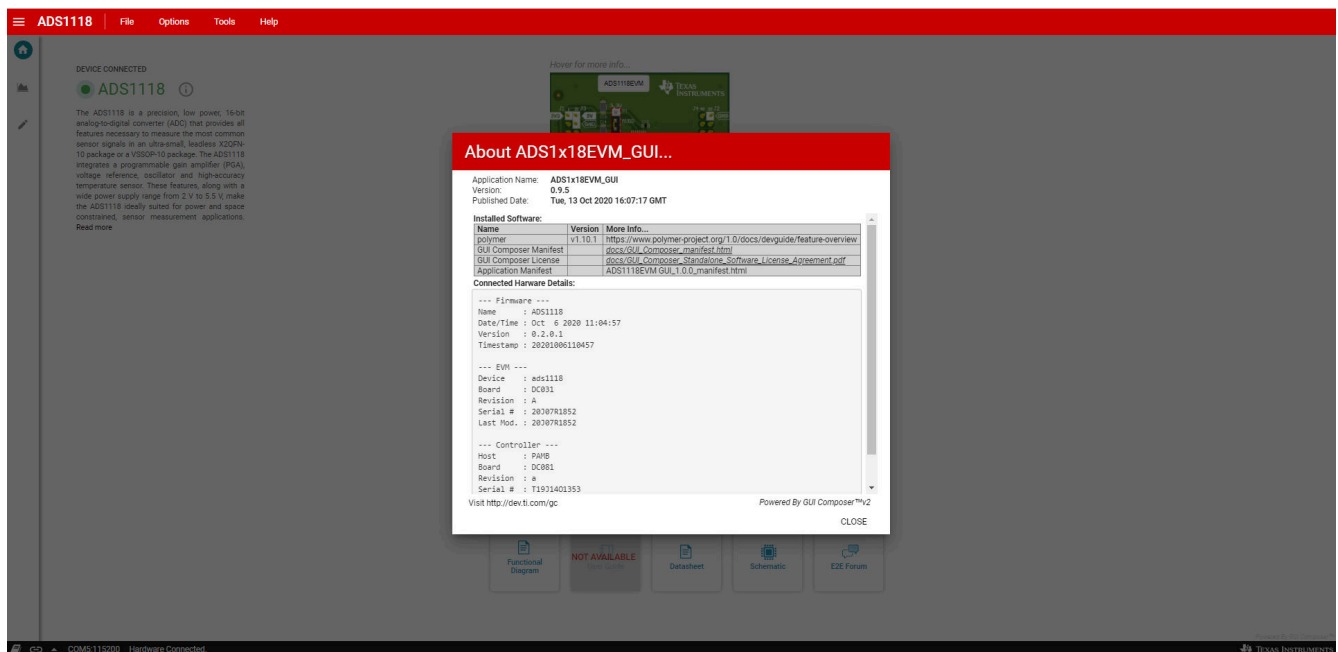 ADS1118 File Options Tools Help
DEVICE CONNECTED
ADS1118
The ADS1118 is a precision, low power, 16-bit
analog-to-digital converter (ADC) that provides all
features necessary to measure the most common
sensor signals in an ultra-small, leadless X2QFN-
10 package or a VSSOP-10 package. The ADS1118
integrates a programmable gain amplifier (PGA),
voltage reference, oscillator and high-accuracy
temperature sensor. These features, along with a
wide power supply range from 2 V to 5.5 V, make
the ADS1118 ideally suited for power and space
constrained, sensor measurement applications.
Read more
Hover for more info...
ADS1118EVM
TEXAS
INSTRUMENTS
About ADS1x18EVM_GUI...
Application Name: ADS1x18EVM_GUI
Version: 0.9.5
Published Date: Tue, 13 Oct 2020 16:07:17 GMT
Installed Software:
Name Version More Info...
polymer v1.10.1 https://www.polymer-project.org/1.0/docs/devguide/feature-overview
GUI Composer Manifest docs/GUI_Composer_manifest.html
GUI Composer License docs/GUI_Composer_Standalone_Software_License_Agreement.pdf
Application Manifest ADS1118EVM GUI_1.0.0_manifest.html
Connected Harware Details:
--- Firmware ---
Name : ADS1118
Date/Time : Oct 6 2020 11:04:57
Version : 0.2.0.1
Timestamp : 20201006110457
--- EVM ---
Device : ads1118
Board : DC031
Revision : A
Serial # : 20J07R1852
Last Mod. : 20J07R1852
--- Controller ---
Host : PAMB
Board : DC081
Revision : a
Serial # : T19J14O1353
Visit http://dev.ti.com/gc Powered By GUI Composer™v2
CLOSE
Functional
Diagram
NOT AVAILABLE
Datasheet
Schematic
E2E Forum
COM5:115200 Hardware Connected.
TEXAS INSTRUMENTS